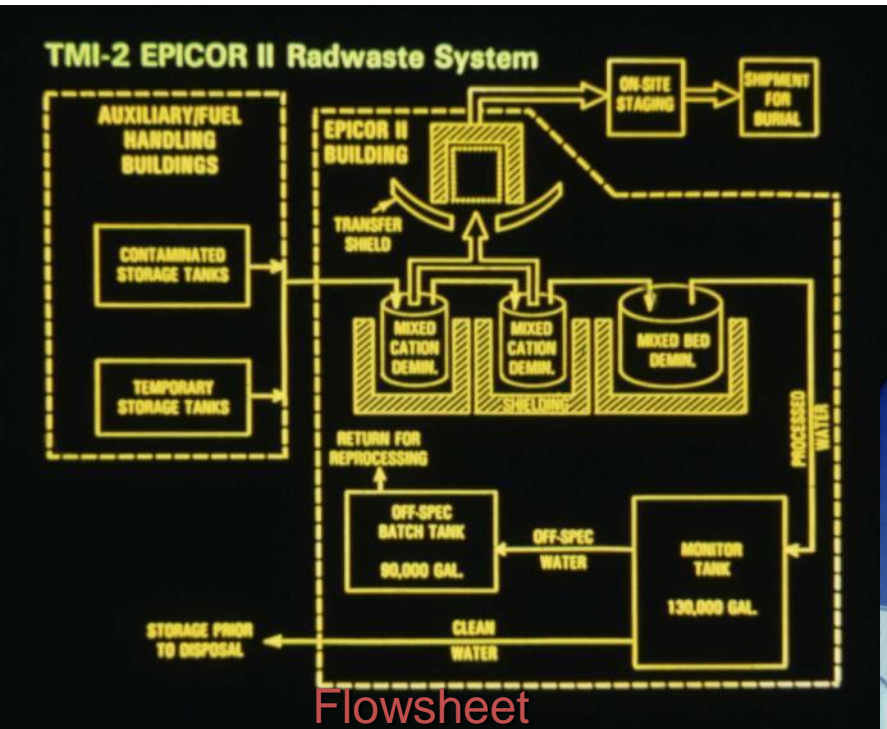 TMI-2 EPICOR II Radwaste System
AUXILIARY/FUEL
HANDLING
BUILDINGS
CONTAMINATED
STORAGE TANKS
TEMPORARY
STORAGE TANKS
EPICOR II
BUILDING
TRANSFER
SHIELD
ON-SITE
STAGING
SHIPMENT
FOR
BURIAL
MIXED
CATION
DEMIN.
MIXED
CATION
DEMIN.
MIXED BED
DEMIN.
SHIELDING
PROCESSED
WATER
RETURN FOR
REPROCESSING
OFF-SPEC
BATCH TANK
90,000 GAL.
OFF-SPEC
WATER
MONITOR
TANK
130,000 GAL.
CLEAN
WATER
STORAGE PRIOR
TO DISPOSAL
Flowsheet